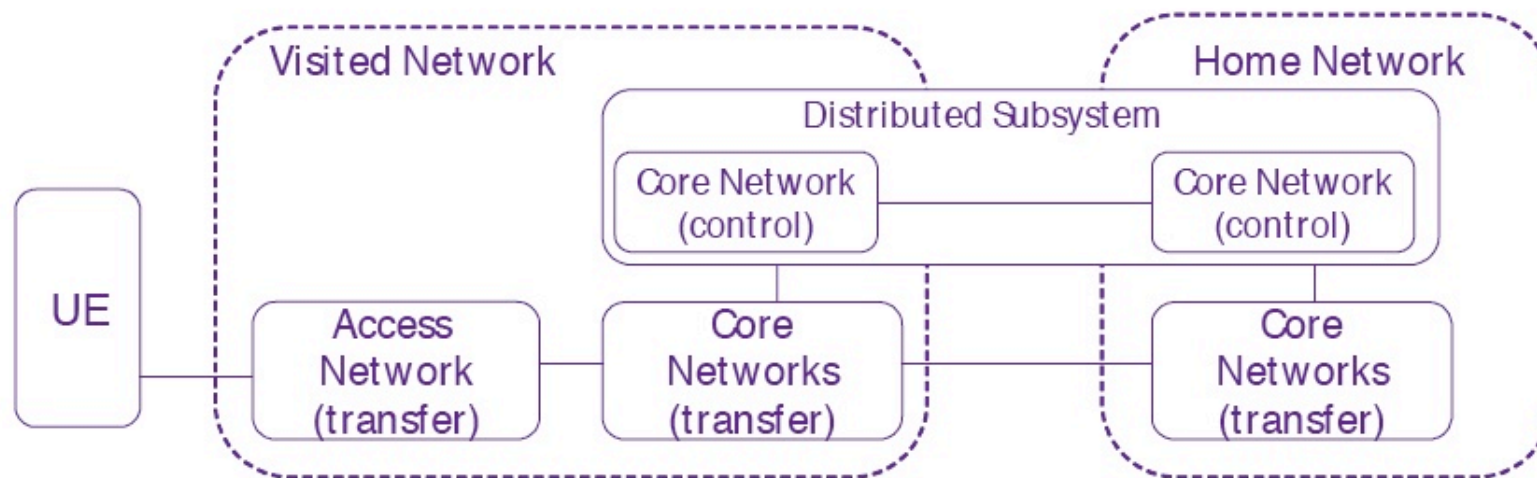 Visited Network
Home Network
Distributed Subsystem
Core Network
(control)
Core Network
(control)
UE
Access
Network
(transfer)
Core
Networks
(transfer)
Core
Networks
(transfer)